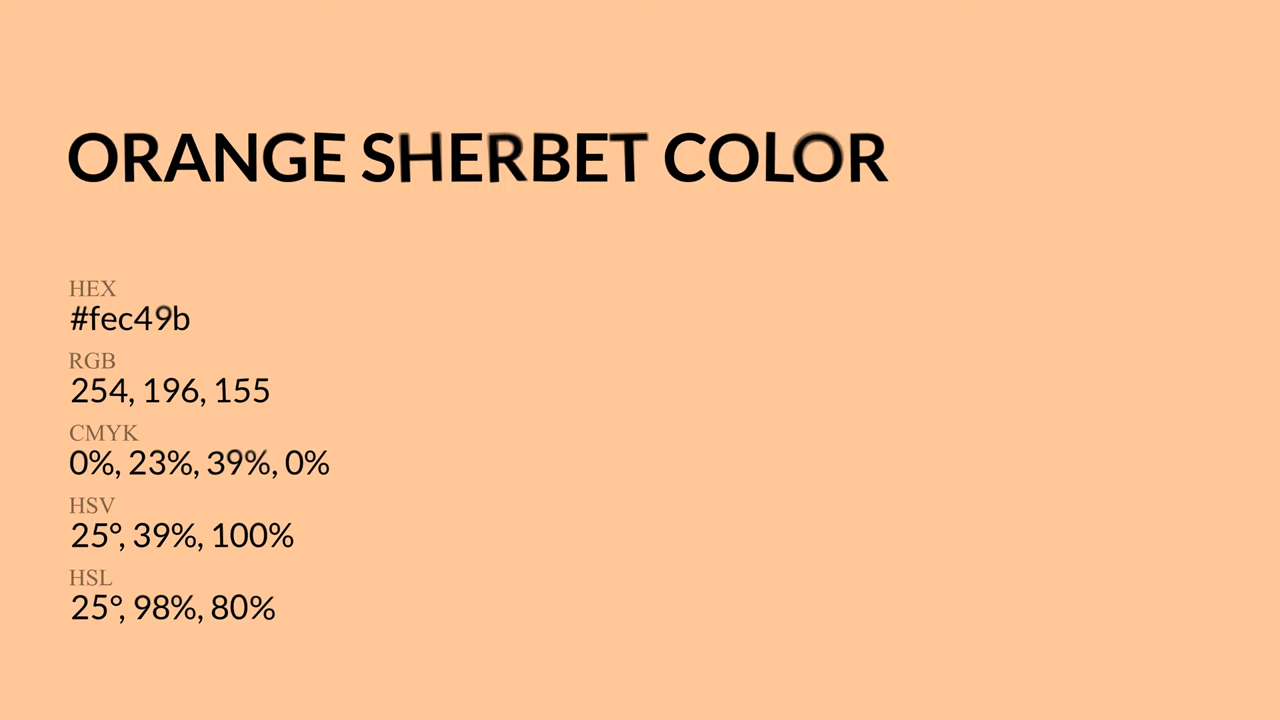 ORANGE SHERBET COLOR
HEX
#fec49b
RGB
254, 196, 155
CMYK
0%, 23%, 39%, 0%
HSV
25°, 39%, 100%
HSL
25°, 98%, 80%